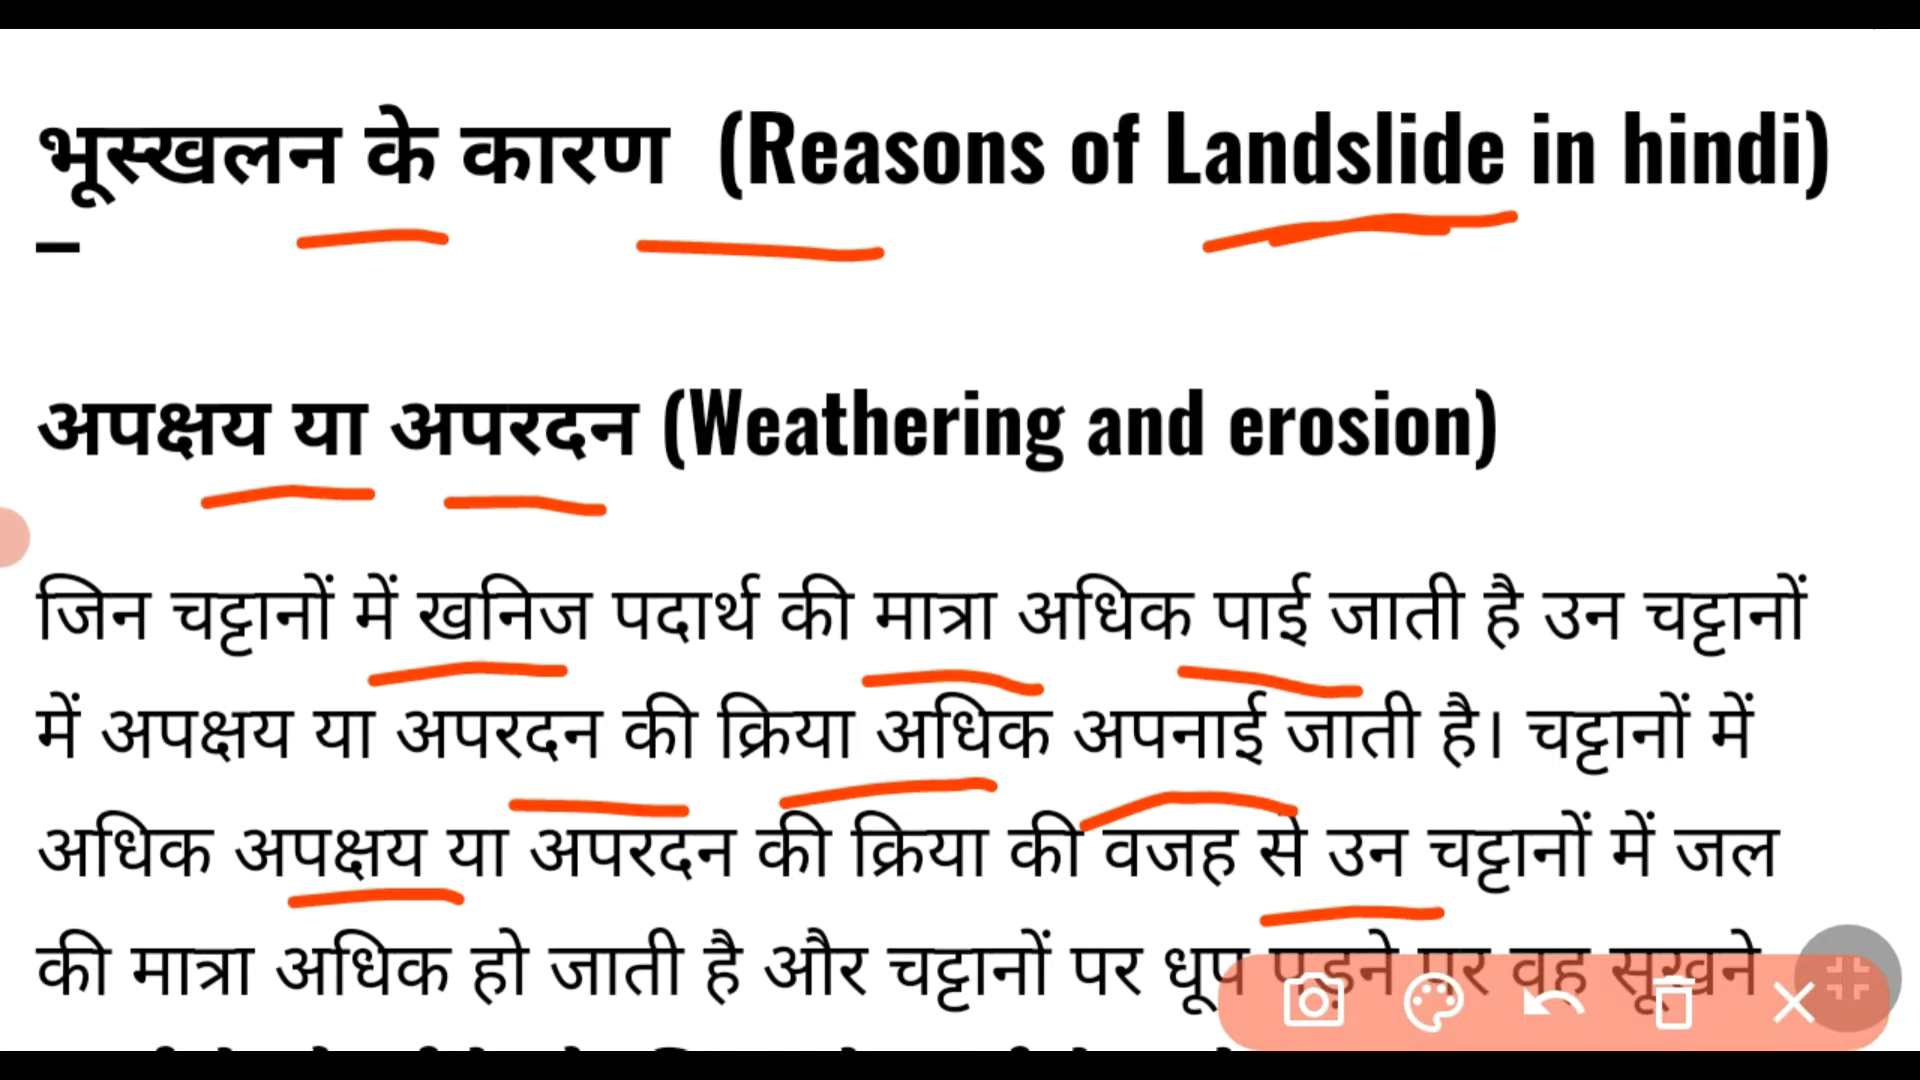 भूस्खलन के कारण (Reasons of Landslide in hindi)
–
अपक्षय या अपरदन (Weathering and erosion)
जिन चट्टानों में खनिज पदार्थ की मात्रा अधिक पाई जाती है उन चट्टानों
में अपक्षय या अपरदन की क्रिया अधिक अपनाई जाती है। चट्टानों में
अधिक अपक्षय या अपरदन की क्रिया की वजह से उन चट्टानों में जल
की मात्रा अधिक हो जाती है और चट्टानों पर धूप पड़ने पर वह सूखने